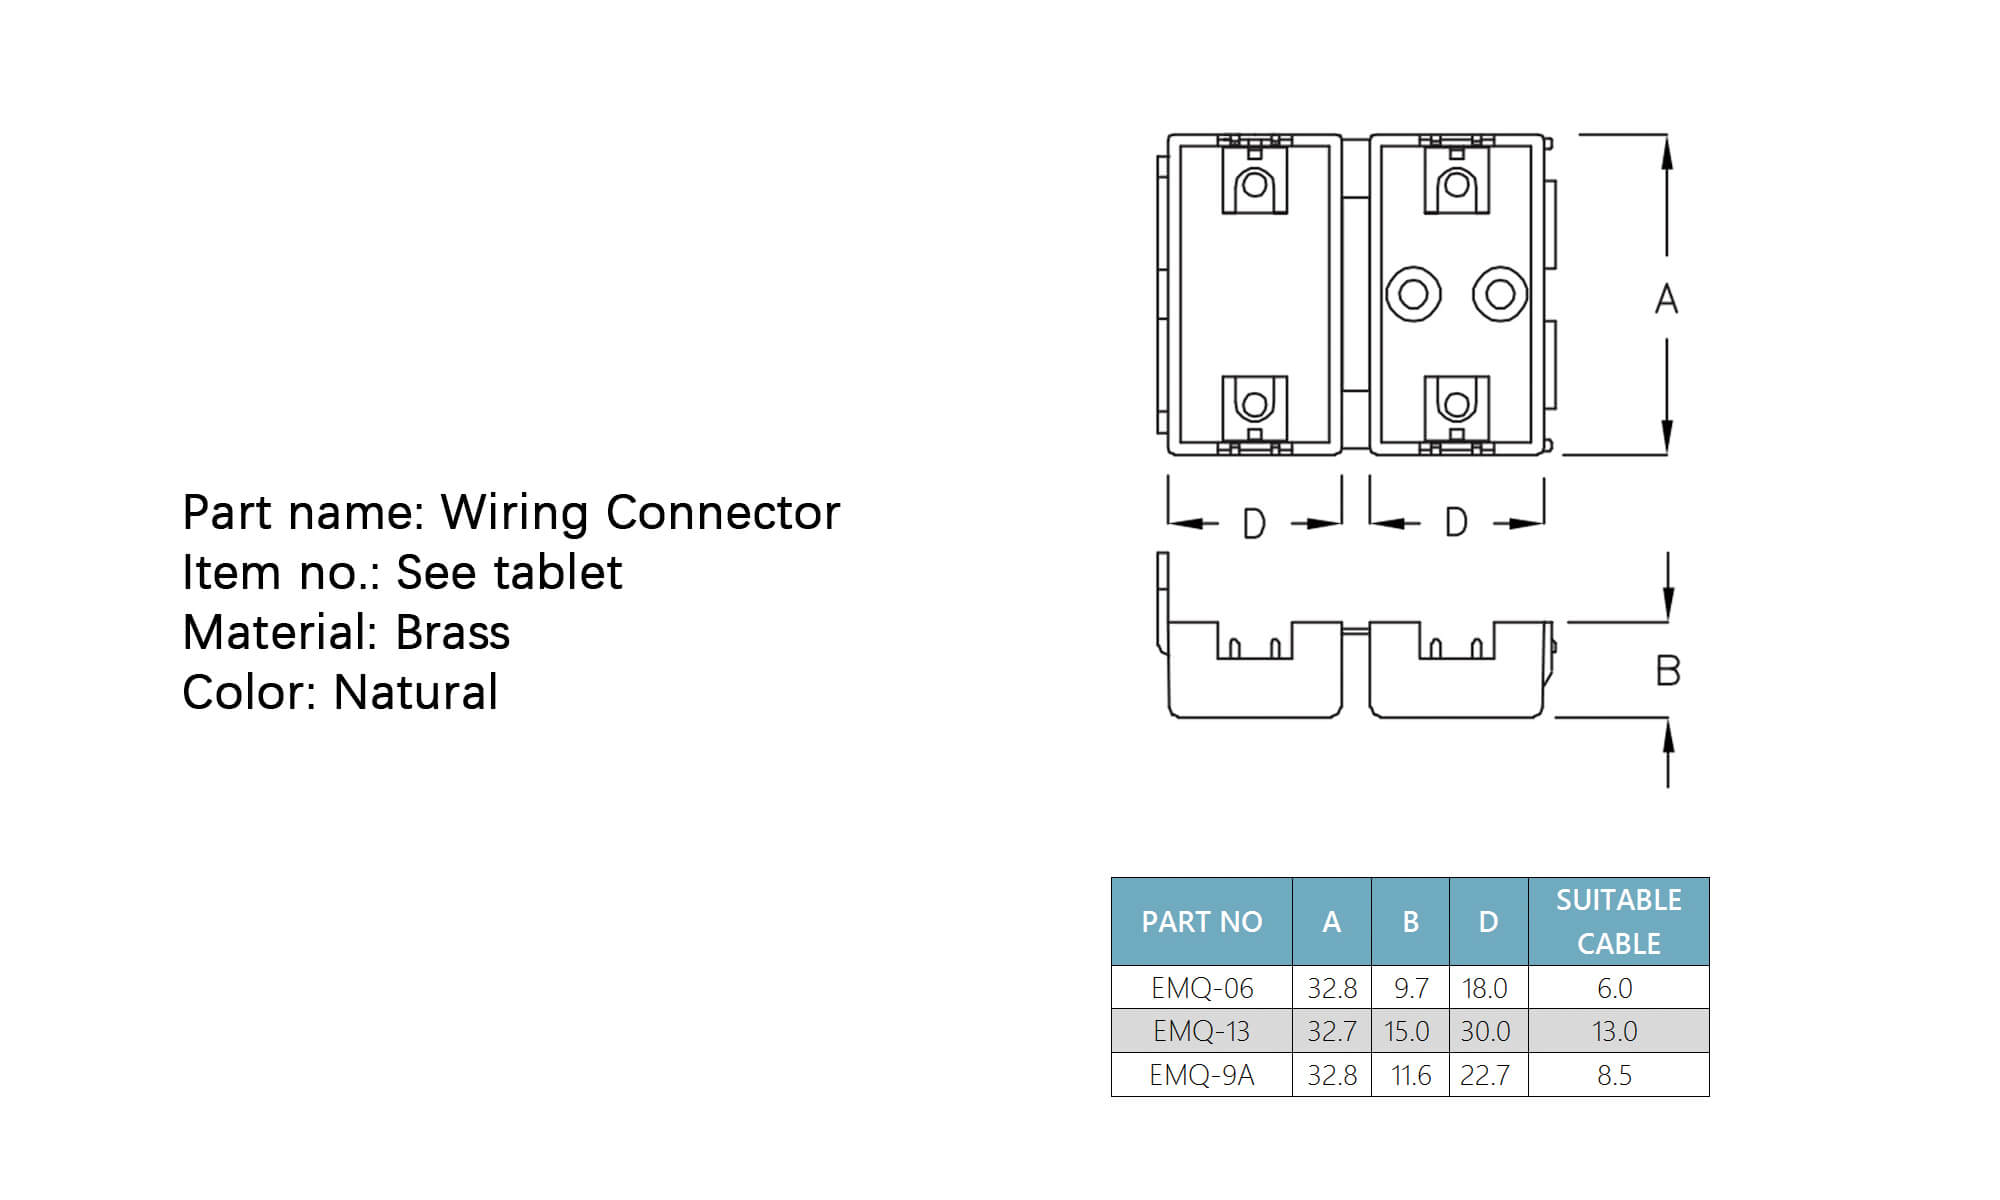 Part name: Wiring Connector
Item no.: See tablet
Material: Brass
Color: Natural
A
D D
B
PART NO A B D SUITABLE CABLE
EMQ-06 32.8 9.7 18.0 6.0
EMQ-13 32.7 15.0 30.0 13.0
EMQ-9A 32.8 11.6 22.7 8.5